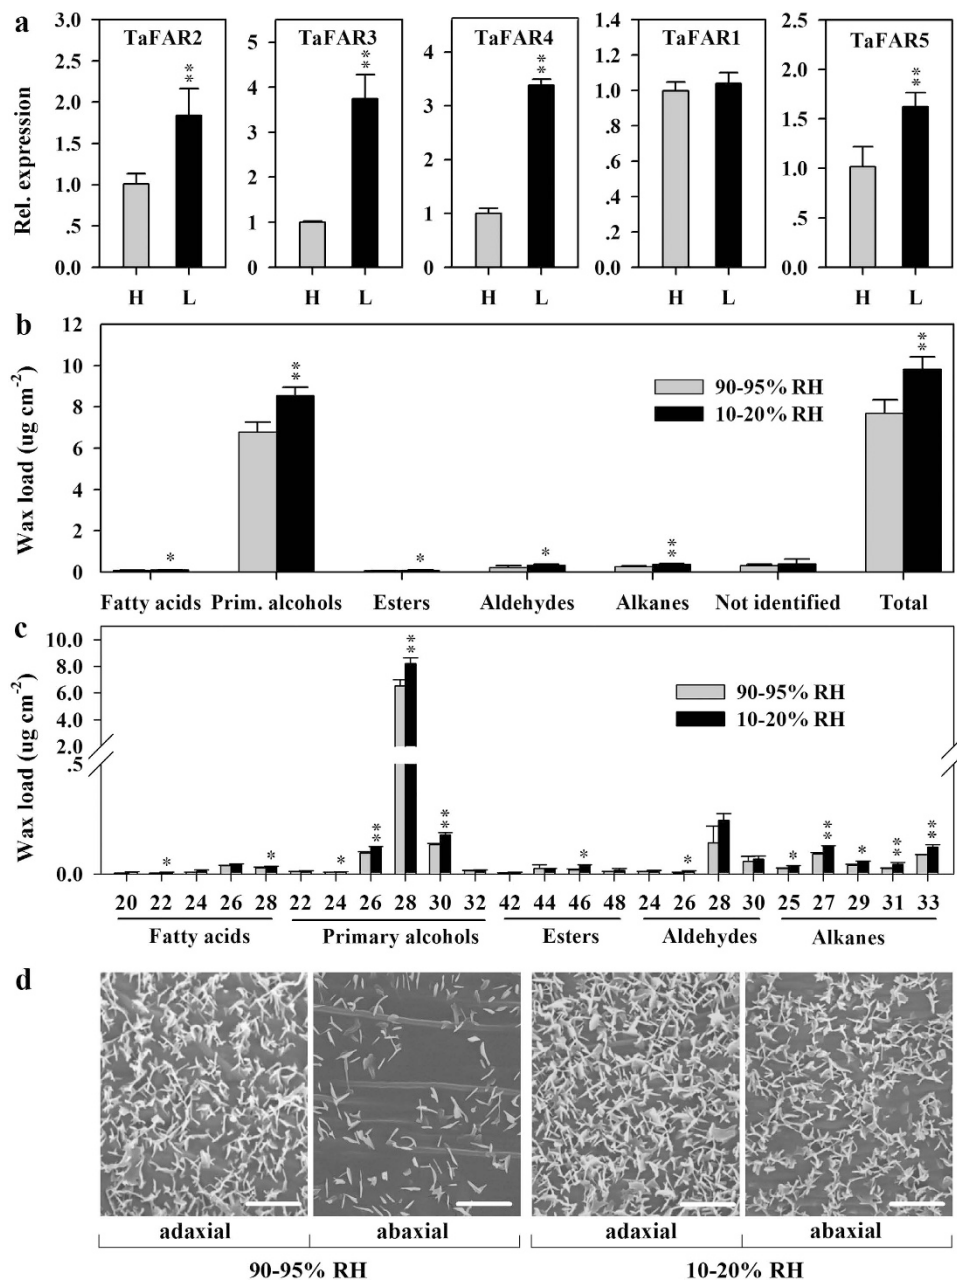 a
TaFAR2 TaFAR3 TaFAR4 TaFAR1 TaFAR5
Rel. expression
3.0 2.5 2.0 1.5 1.0 .5 0.0
5 4 3 2 1 0
4 3 2 1 0
1.4 1.2 1.0 .8 .6 .4 .2 0.0
2.5 2.0 1.5 1.0 .5 0.0
** ** ** **
H L H L H L H L H L
b
Wax load (ug cm-2)
12 10 8 6 4 2 0
90-95% RH
10-20% RH
* ** * * ** **
Fatty acids Prim. alcohols Esters Aldehydes Alkanes Not identified Total
c
Wax load (ug cm-2)
10.0 8.0 6.0 4.0 2.0 .5 0.0
90-95% RH
10-20% RH
* * * ** ** ** * * * ** * ** **
20 22 24 26 28 22 24 26 28 30 32 42 44 46 48 24 26 28 30 25 27 29 31 33
Fatty acids Primary alcohols Esters Aldehydes Alkanes
d
adaxial abaxial adaxial abaxial
90-95% RH 10-20% RH